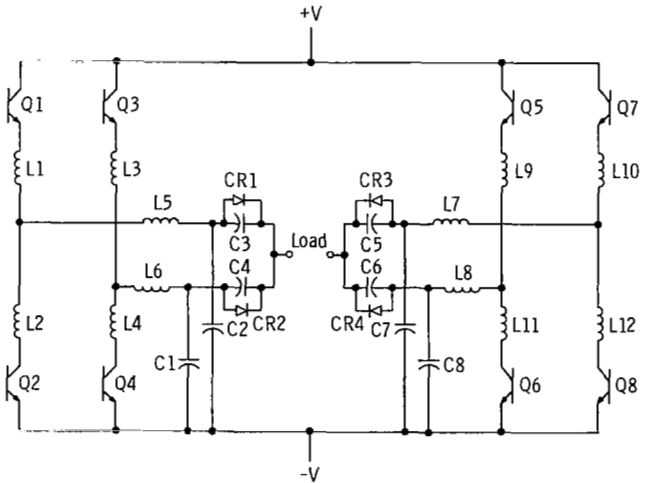 +V
Q1 Q3 Q5 Q7
L1 L3 L9 L10
CR1 CR3
L5 L7
C3 Load C5
L6 C4 C6 L8
L2 L4 C2 CR2 CR4 C7 L11 L12
C1 C8
Q2 Q4 Q6 Q8
-V